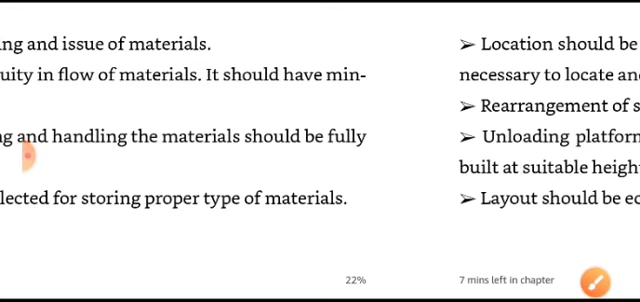 ng and issue of materials.
uity in flow of materials. It should have min-
g and handling the materials should be fully
lected for storing proper type of materials.
22%
➢ Location should be
necessary to locate an
➢ Rearrangement of s
➢ Unloading platform
built at suitable heigh
➢ Layout should be ec
7 mins left in chapter